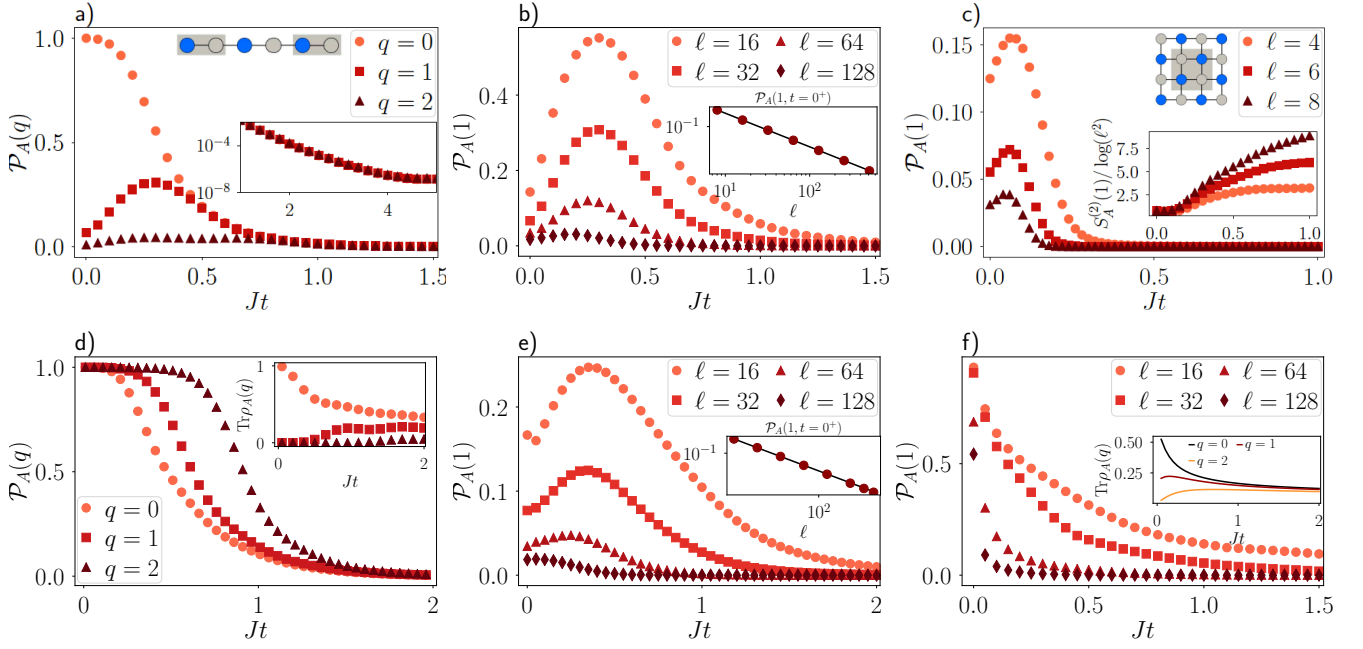 a)
1.0
0.5
0.0
0.0 0.5 1.0 1.5
Jt
𝒫_A(q)
q = 0
q = 1
q = 2
10^{-4}
10^{-8}
2 4
b)
0.4
0.2
0.0
0.0 0.5 1.0 1.5
Jt
𝒫_A(1)
ℓ = 16 ℓ = 64
ℓ = 32 ℓ = 128
𝒫_A(1, t = 0^+)
10^{-1}
10^1 10^2
ℓ
c)
0.15
0.10
0.05
0.00
0.0 0.5 1.0
Jt
𝒫_A(1)
ℓ = 4
ℓ = 6
ℓ = 8
S_A^{(2)}(1)/ log(ℓ^2)
7.5
5.0
2.5
0.0 0.5 1.0
d)
1.0
0.5
0.0
0 1 2
Jt
𝒫_A(q)
q = 0
q = 1
q = 2
Trρ_A(q)
1
0
0 2
Jt
e)
0.2
0.1
0.0
0 1 2
Jt
𝒫_A(1)
ℓ = 16 ℓ = 64
ℓ = 32 ℓ = 128
𝒫_A(1, t = 0^+)
10^{-1}
10^2
ℓ
f)
0.5
0.0
0.0 0.5 1.0 1.5
Jt
𝒫_A(1)
ℓ = 16 ℓ = 64
ℓ = 32 ℓ = 128
Trρ_A(q)
0.50
0.25
q=0 q=1
q=2
0 1 2
Jt